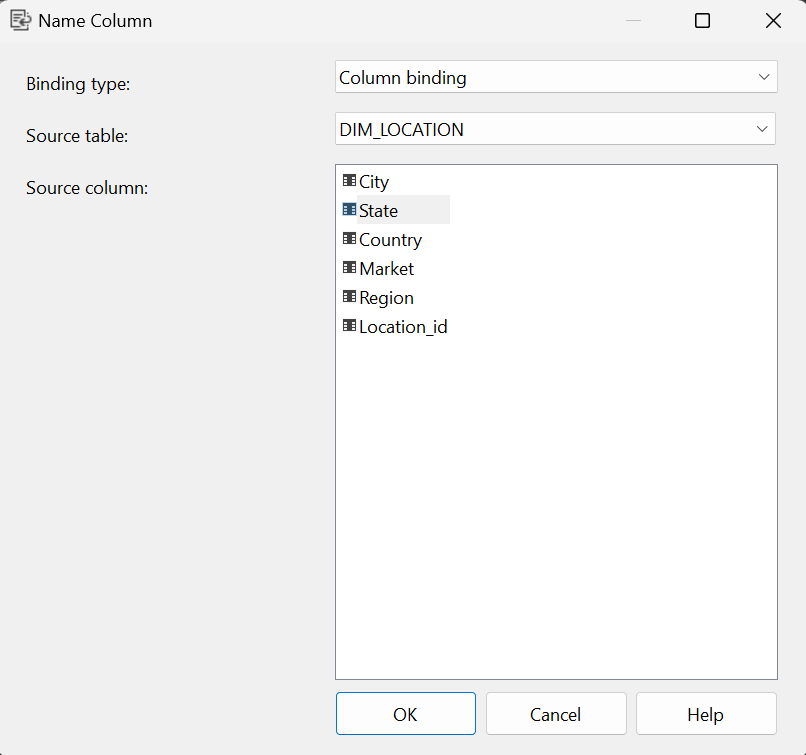 Name Column
Binding type:
Column binding
Source table:
DIM_LOCATION
Source column:
City
State
Country
Market
Region
Location_id
OK
Cancel
Help